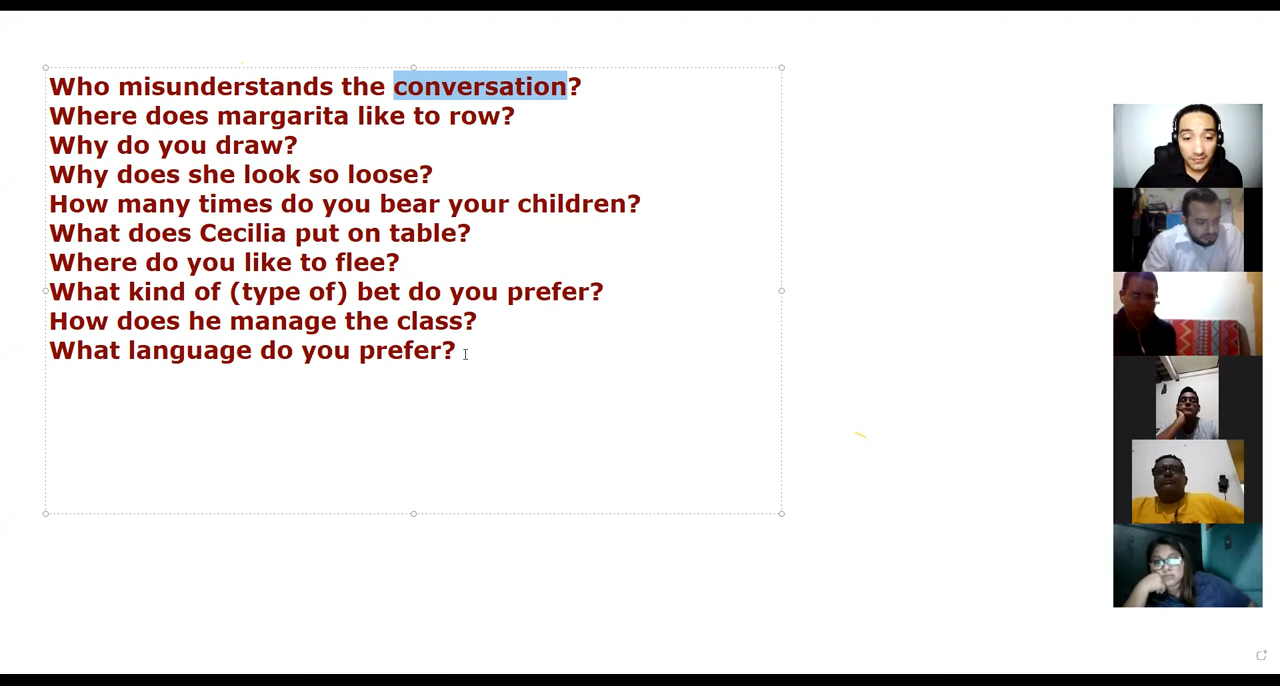 Who misunderstands the conversation?
Where does margarita like to row?
Why do you draw?
Why does she look so loose?
How many times do you bear your children?
What does Cecilia put on table?
Where do you like to flee?
What kind of (type of) bet do you prefer?
How does he manage the class?
What language do you prefer?